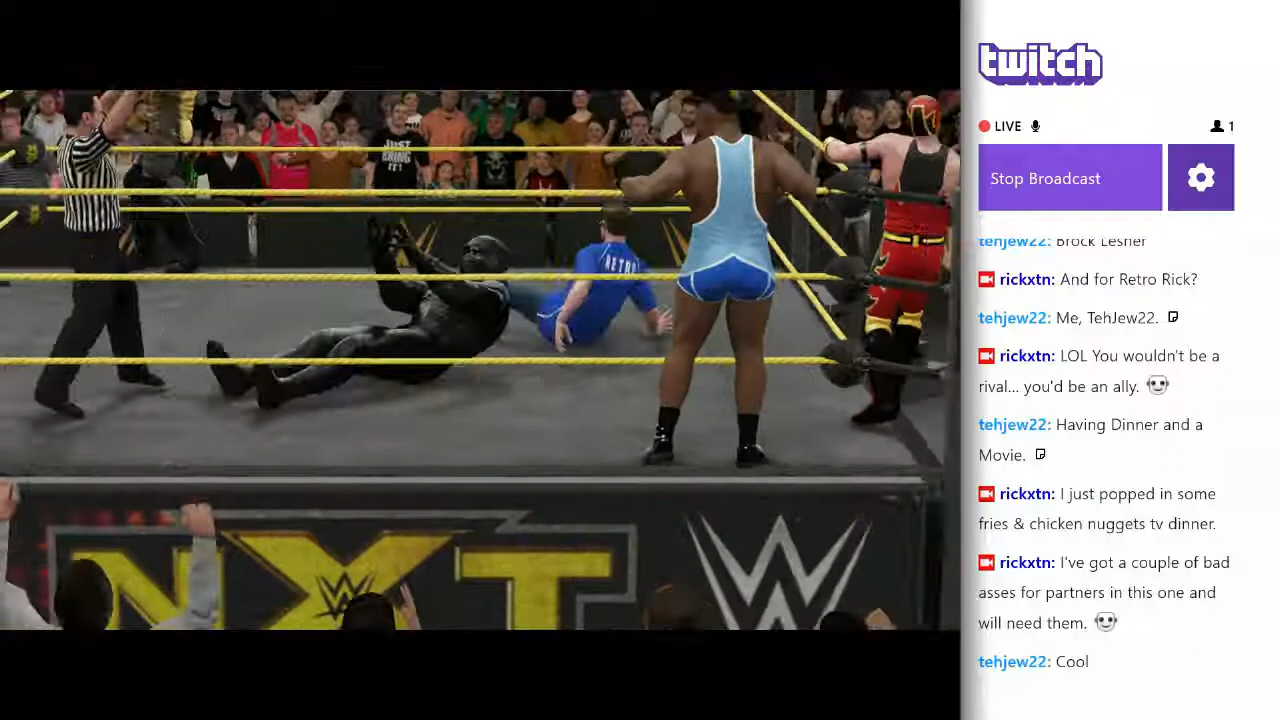 JUST
BRING
IT!
RETRO
NXT
W
twitch
LIVE
1
Stop Broadcast
tehjew22: Brock Lesner
rickxtn: And for Retro Rick?
tehjew22: Me, TehJew22.
rickxtn: LOL You wouldn't be a
rival... you'd be an ally.
tehjew22: Having Dinner and a
Movie.
rickxtn: I just popped in some
fries & chicken nuggets tv dinner.
rickxtn: I've got a couple of bad
asses for partners in this one and
will need them.
tehjew22: Cool